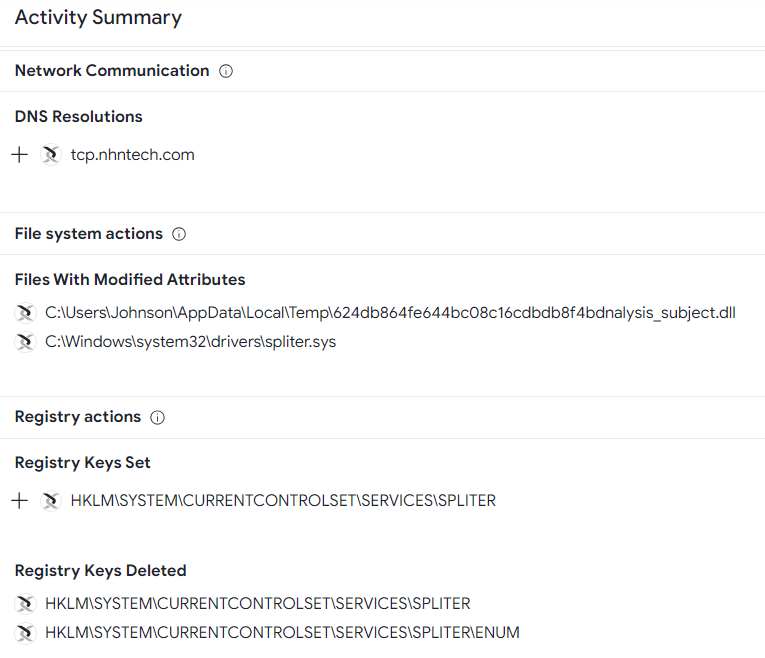 Activity Summary
Network Communication
DNS Resolutions
tcp.nhntech.com
File system actions
Files With Modified Attributes
C:\Users\Johnson\AppData\Local\Temp\624db864fe644bc08c16cdbdb8f4bdnalysis_subject.dll
C:\Windows\system32\drivers\spliter.sys
Registry actions
Registry Keys Set
HKLM\SYSTEM\CURRENTCONTROLSET\SERVICES\SPLITER
Registry Keys Deleted
HKLM\SYSTEM\CURRENTCONTROLSET\SERVICES\SPLITER
HKLM\SYSTEM\CURRENTCONTROLSET\SERVICES\SPLITER\ENUM